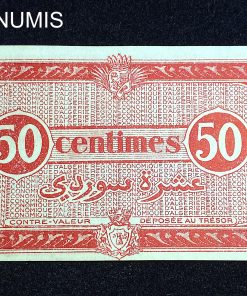 NUMIS
50 centimes 50
عشرة سوردي
CONTRE-VALEUR DÉPOSÉE AU TRÉSOR